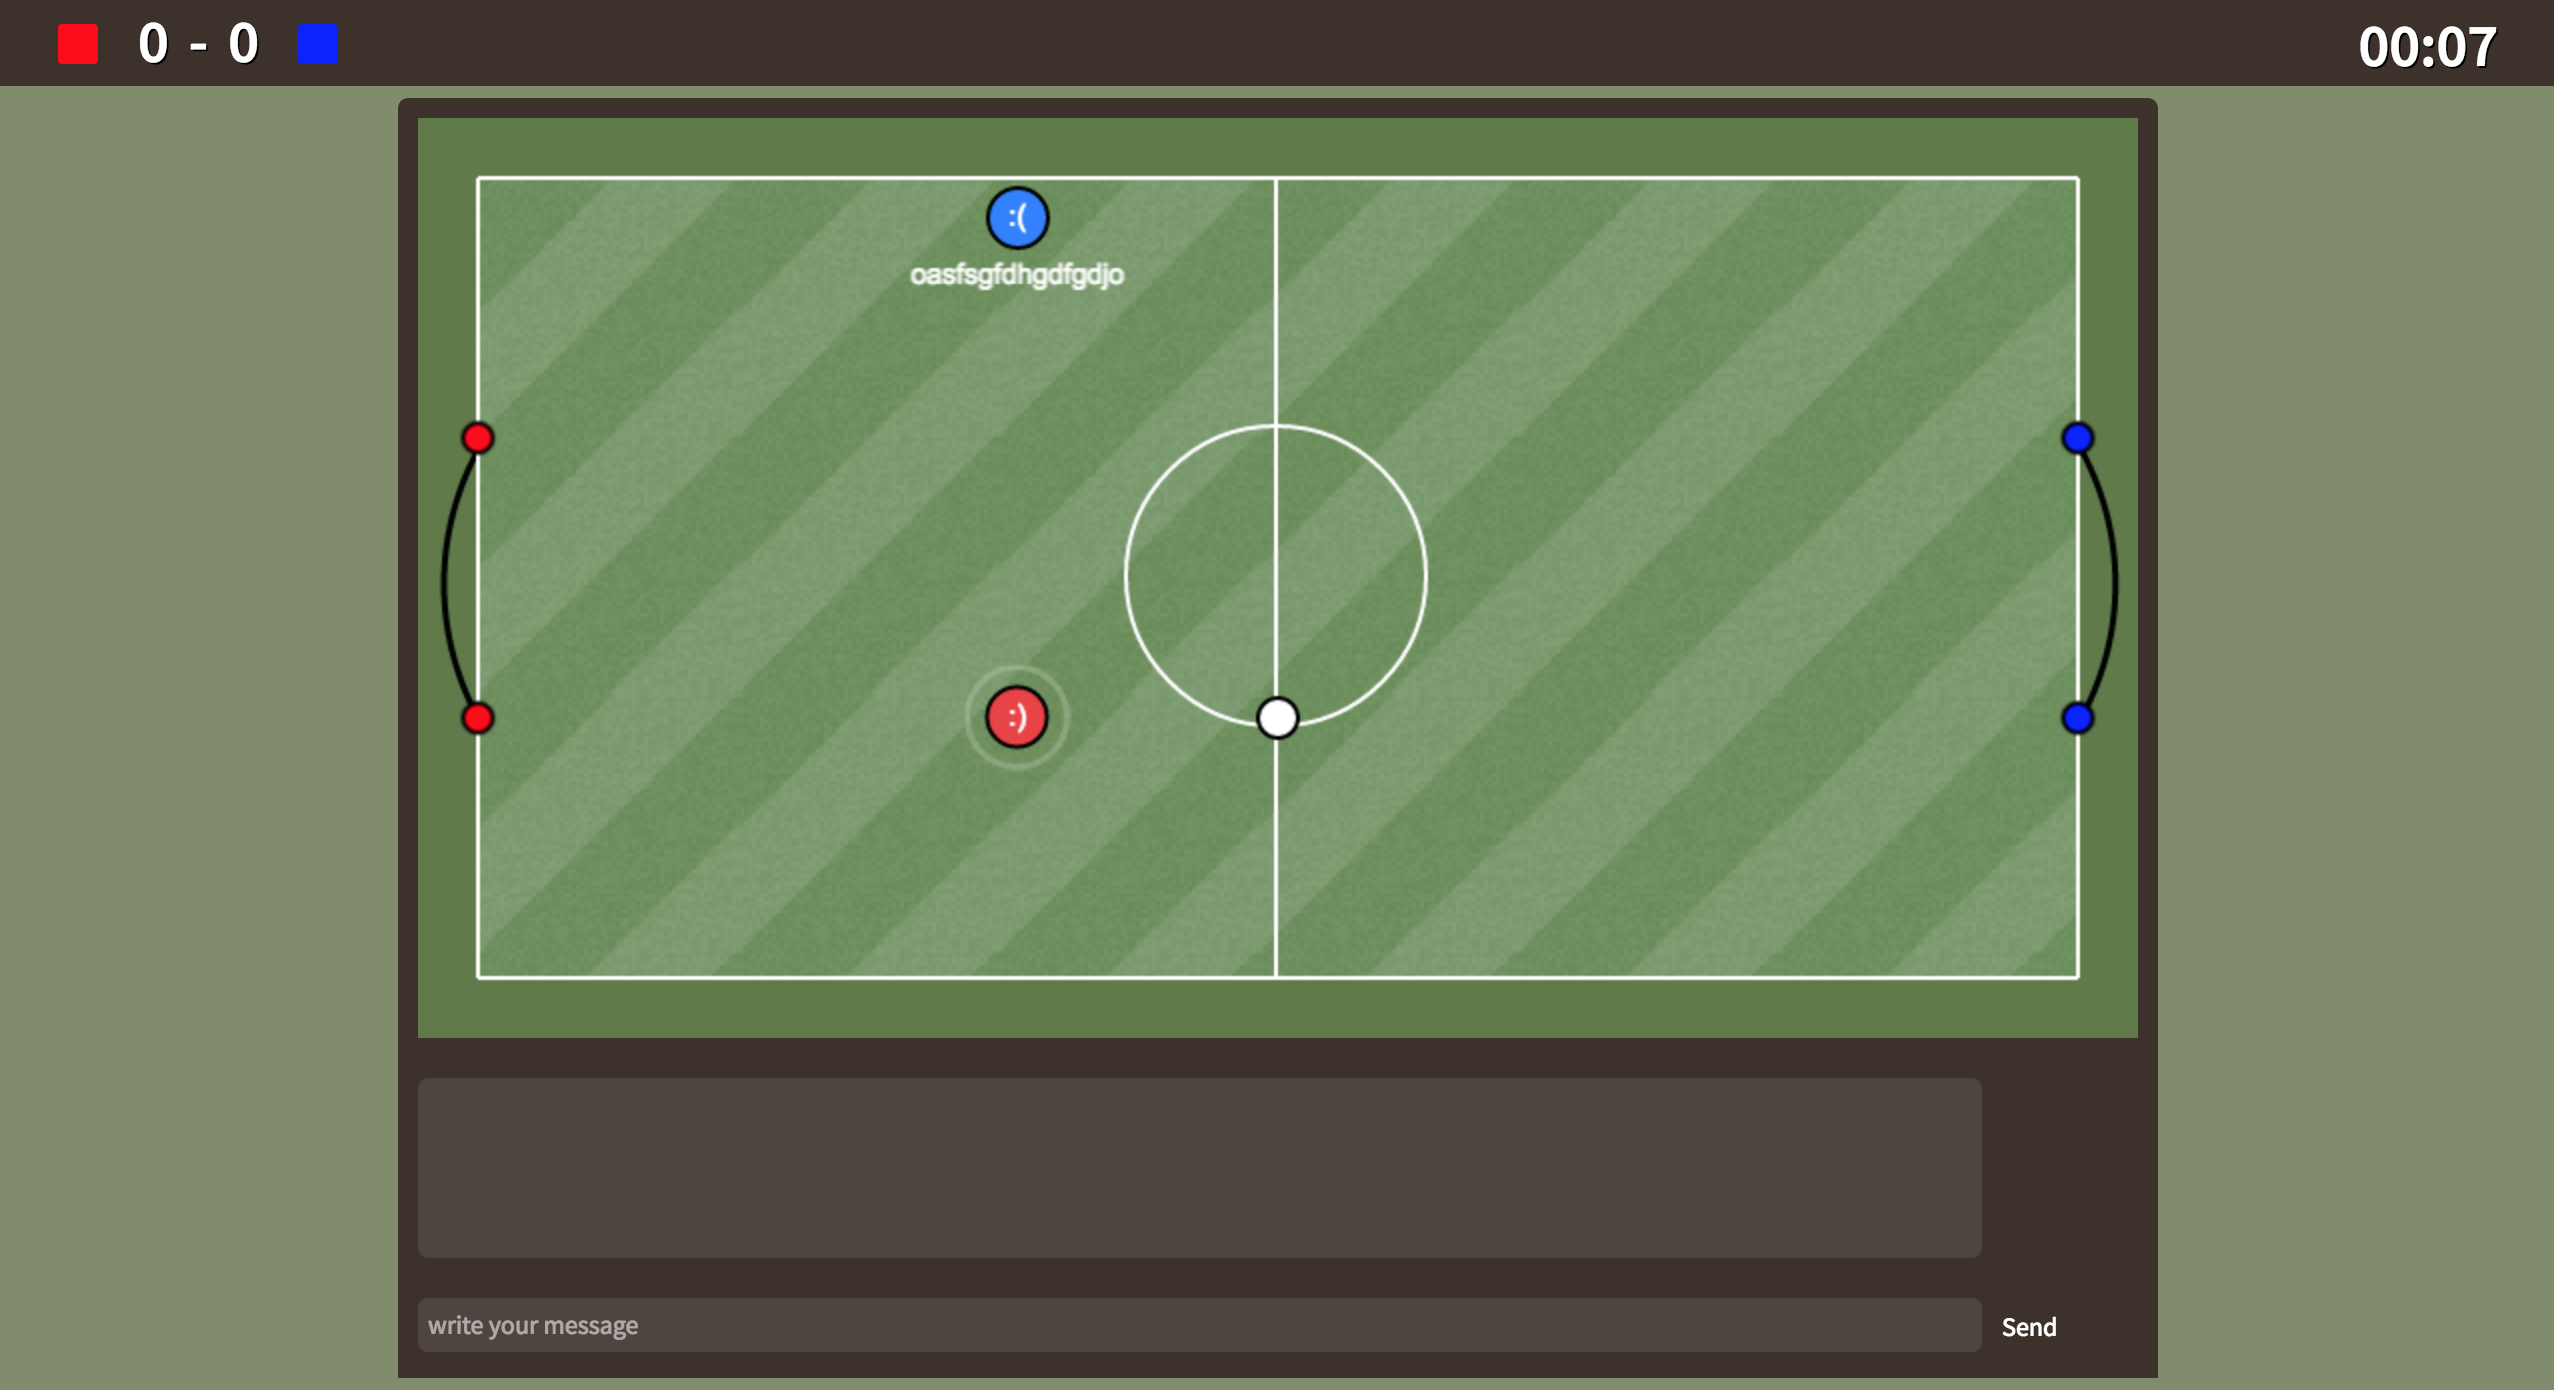 0 - 0
00:07
:(
oasfsgfdhgdfgdjo
:)
write your message
Send